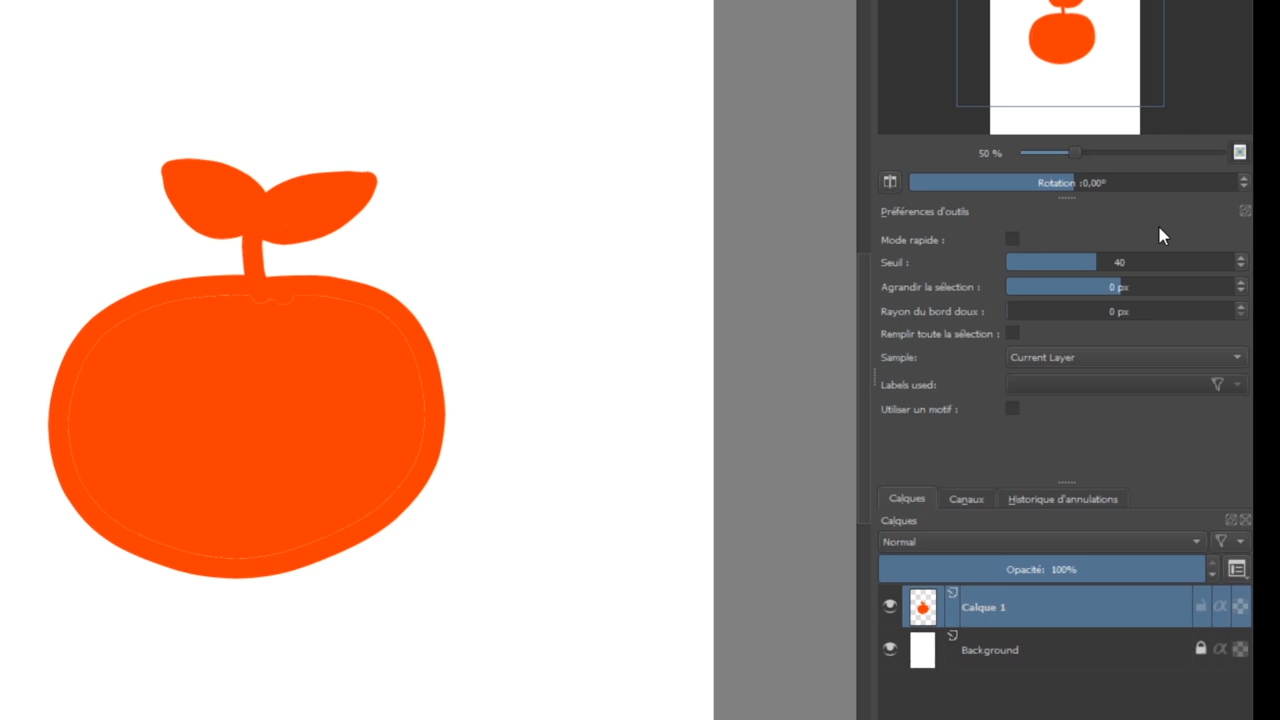 50 %
Rotation :0,00°
Préférences d'outils
Mode rapide :
Seuil : 40
Agrandir la sélection : 0 px
Rayon du bord doux : 0 px
Remplir toute la sélection :
Sample: Current Layer
Labels used:
Utiliser un motif :
Calques Canaux Historique d'annulations
Calques
Normal
Opacité: 100%
Calque 1
Background